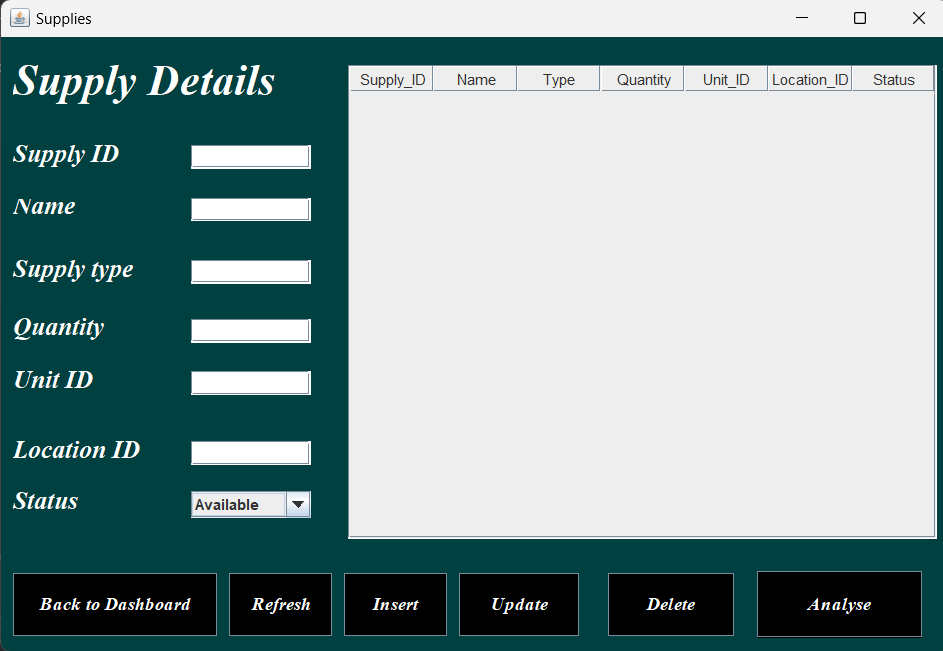 Supplies
Supply Details
Supply_ID Name Type Quantity Unit_ID Location_ID Status
Supply ID
Name
Supply type
Quantity
Unit ID
Location ID
Status Available
Back to Dashboard Refresh Insert Update Delete Analyse